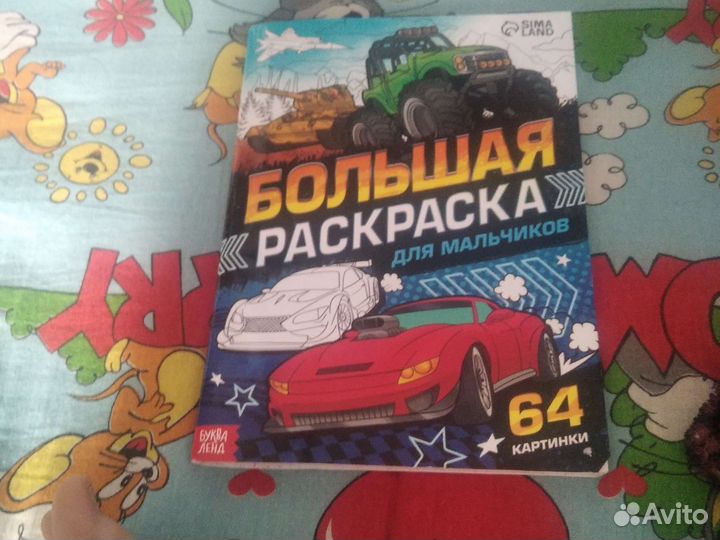 SIMA
LAND
БОЛЬШАЯ
РАСКРАСКА
ДЛЯ МАЛЬЧИКОВ
64
КАРТИНКИ
БУКВА
ЛЕНД
Avito